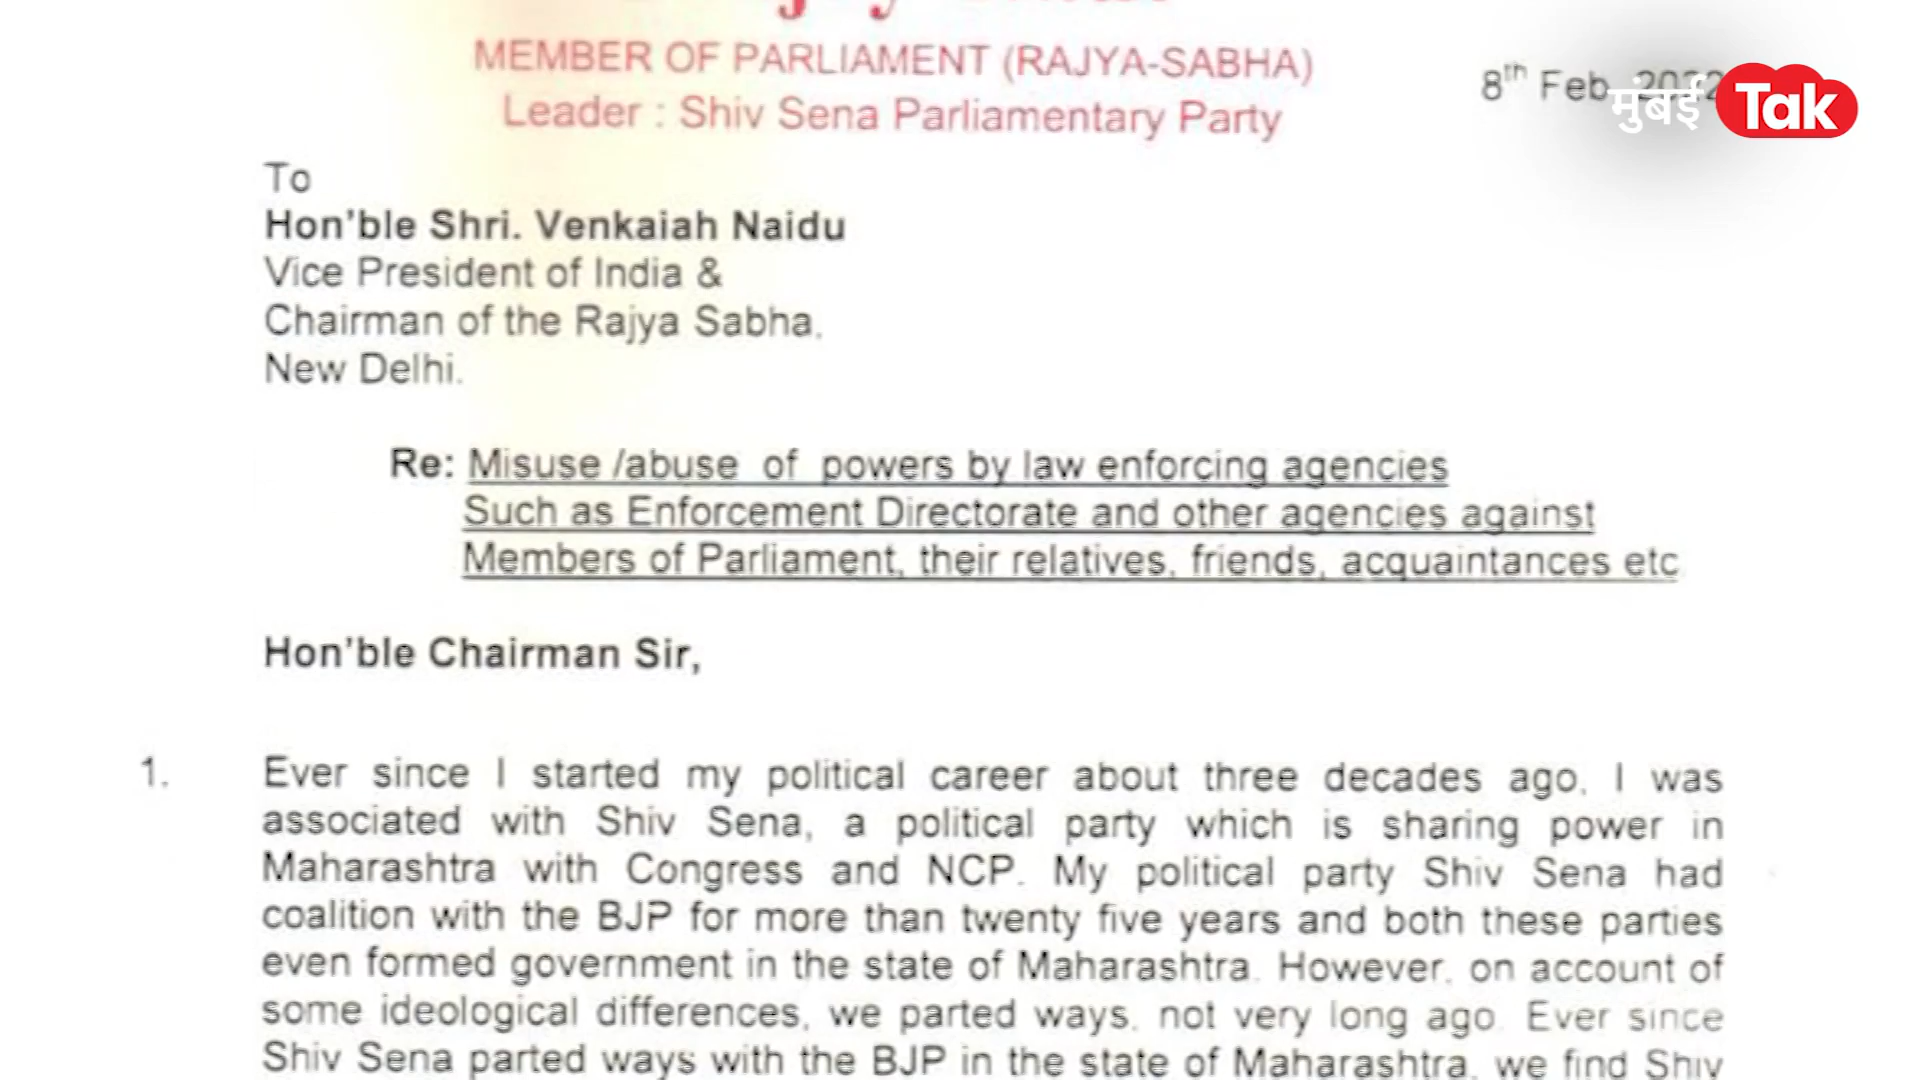 MEMBER OF PARLIAMENT (RAJYA-SABHA)
Leader : Shiv Sena Parliamentary Party
8th Feb
मुंबई Tak
To
Hon'ble Shri. Venkaiah Naidu
Vice President of India &
Chairman of the Rajya Sabha,
New Delhi.
Re: Misuse /abuse of powers by law enforcing agencies
Such as Enforcement Directorate and other agencies against
Members of Parliament, their relatives, friends, acquaintances etc
Hon'ble Chairman Sir,
1. Ever since I started my political career about three decades ago, I was
associated with Shiv Sena, a political party which is sharing power in
Maharashtra with Congress and NCP. My political party Shiv Sena had
coalition with the BJP for more than twenty five years and both these parties
even formed government in the state of Maharashtra. However, on account of
some ideological differences, we parted ways, not very long ago. Ever since
Shiv Sena parted ways with the BJP in the state of Maharashtra, we find Shiv